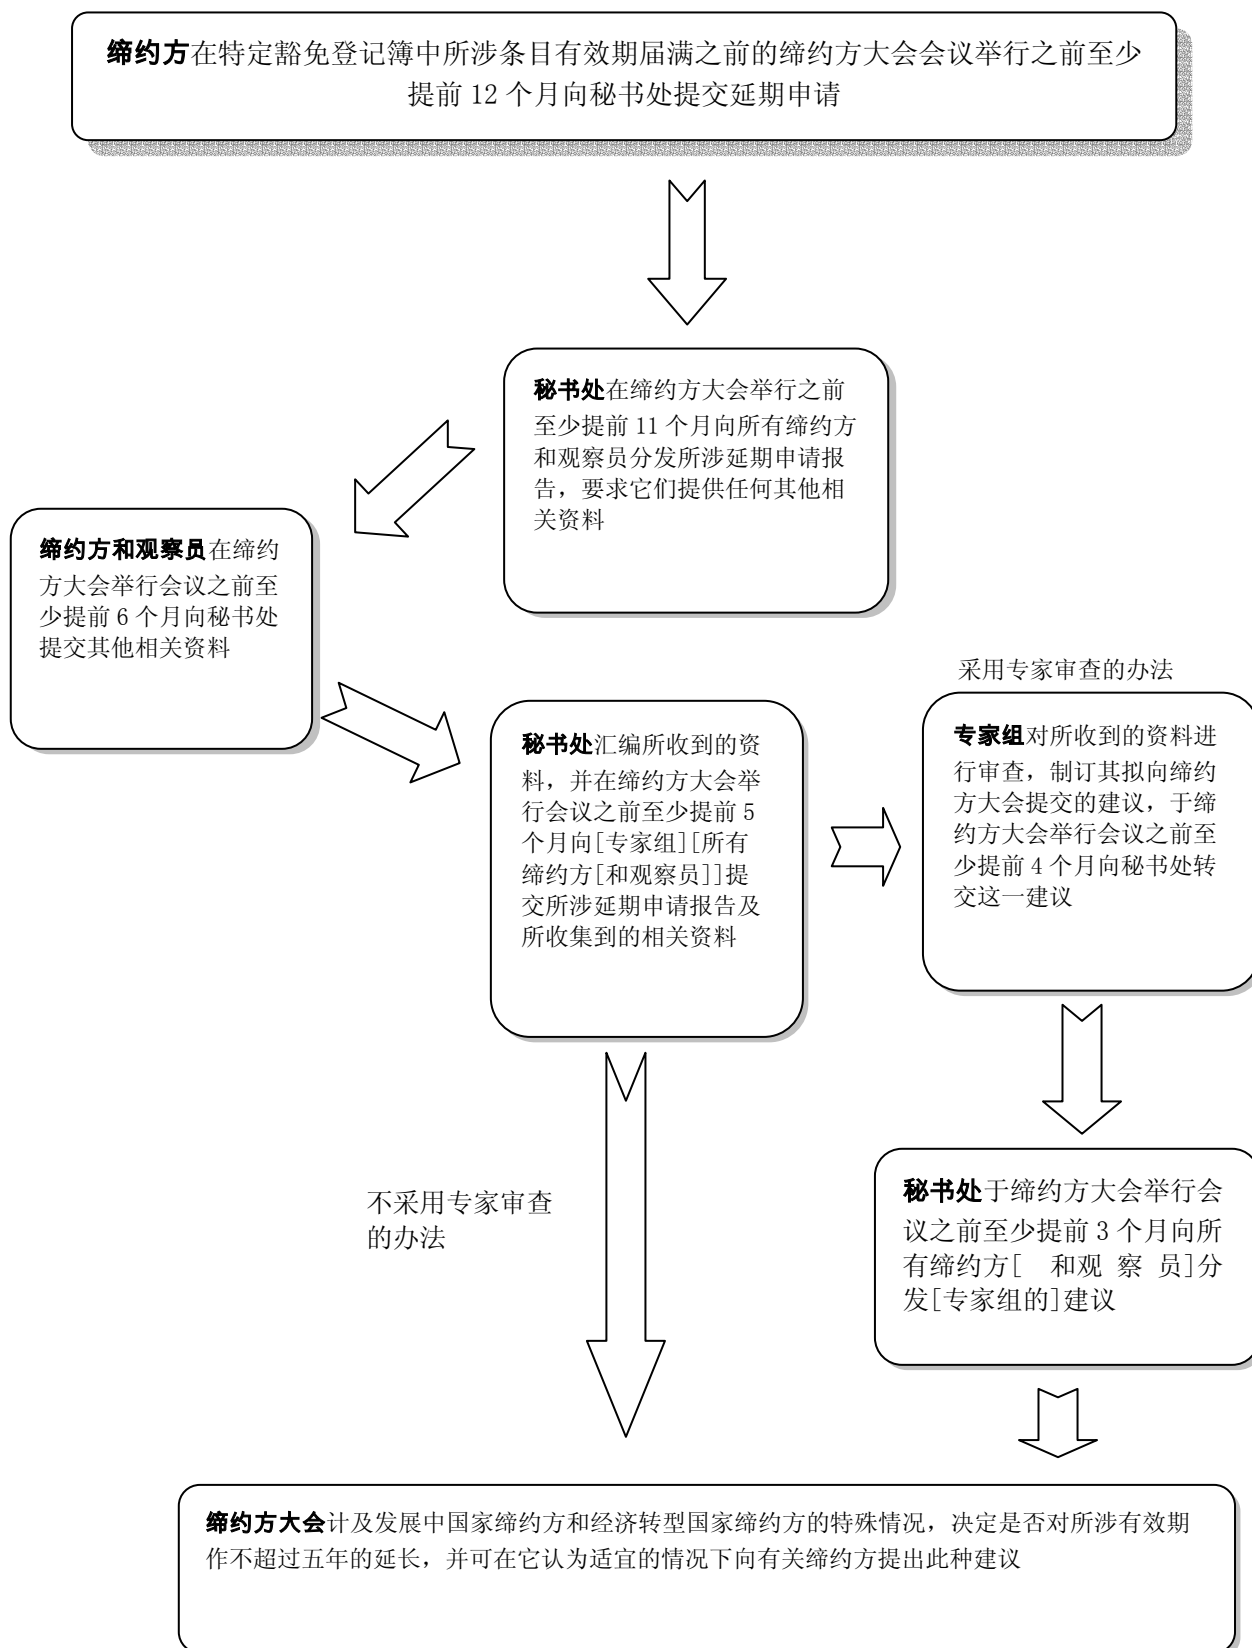 缔约方在特定豁免登记簿中所涉条目有效期届满之前的缔约方大会会议举行之前至少
提前 12 个月向秘书处提交延期申请
秘书处在缔约方大会举行之前
至少提前 11 个月向所有缔约方
和观察员分发所涉延期申请报
告，要求它们提供任何其他相
关资料
缔约方和观察员在缔约
方大会举行会议之前至
少提前 6 个月向秘书处
提交其他相关资料
采用专家审查的办法
秘书处汇编所收到的资
料，并在缔约方大会举
行会议之前至少提前 5
个月向[专家组][所有
缔约方[和观察员]]提
交所涉延期申请报告及
所收集到的相关资料
专家组对所收到的资料进
行审查，制订其拟向缔约
方大会提交的建议，于缔
约方大会举行会议之前至
少提前 4 个月向秘书处转
交这一建议
不采用专家审查
的办法
秘书处于缔约方大会举行会
议之前至少提前 3 个月向所
有缔约方[ 和观 察 员]分
发[专家组的]建议
缔约方大会计及发展中国家缔约方和经济转型国家缔约方的特殊情况，决定是否对所涉有效期
作不超过五年的延长，并可在它认为适宜的情况下向有关缔约方提出此种建议